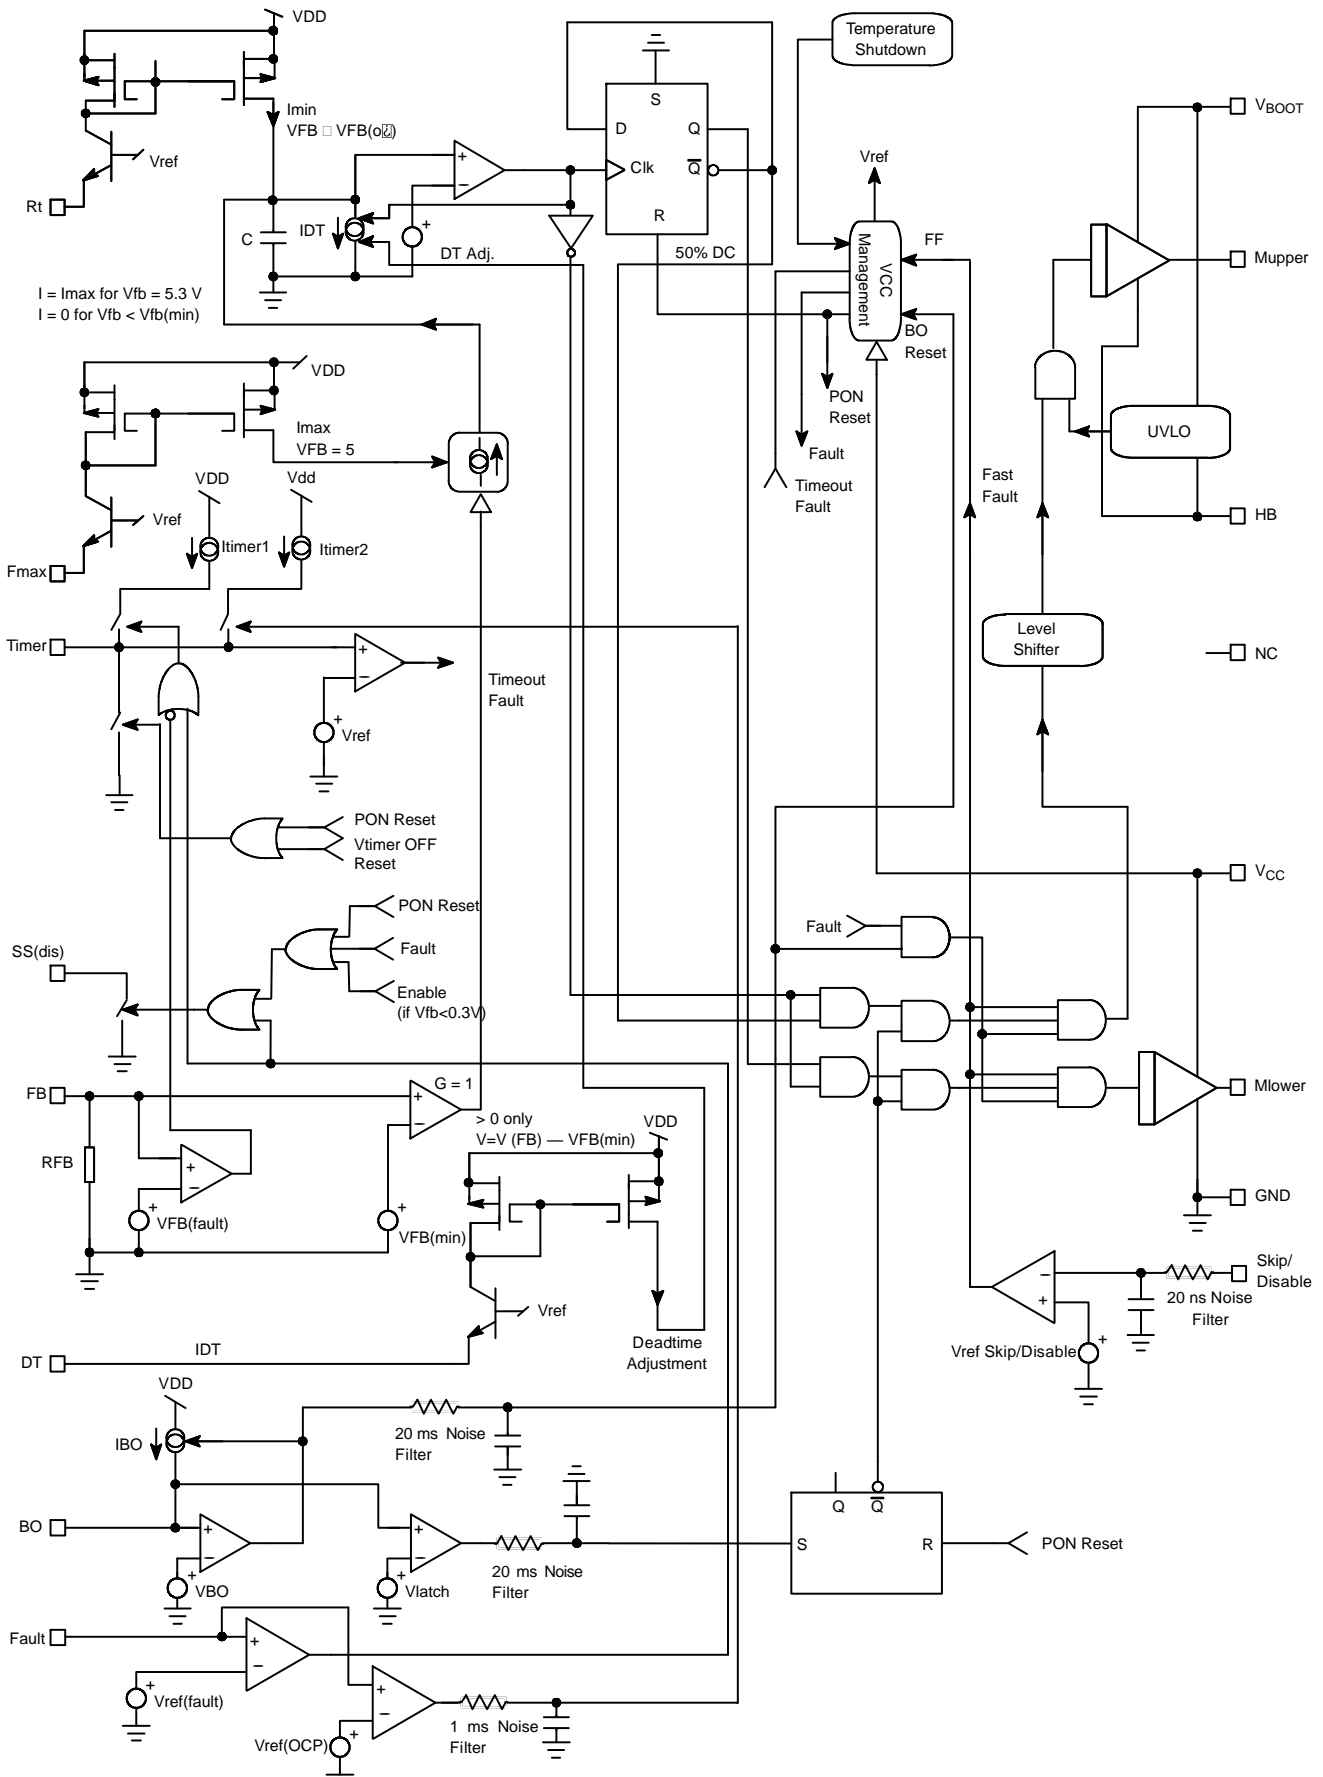 VDD
Temperature
Shutdown
S
Imin
VFB VFB(o)
D
Q
VBOOT
Vref
Clk
Q
Vref
Rt
R
C
IDT
+
−
+
DT Adj.
50% DC
FF
VCC
Management
Mupper
I = Imax for Vfb = 5.3 V
I = 0 for Vfb < Vfb(min)
BO
Reset
VDD
PON
Reset
Imax
VFB = 5
UVLO
Fault
VDD
Vdd
Timeout
Fault
Fast
Fault
Vref
HB
Itimer1
Itimer2
Fmax
Timer
+
−
Level
Shifter
NC
Timeout
Fault
+
Vref
PON Reset
Vtimer OFF
Reset
VCC
PON Reset
Fault
Fault
SS(dis)
Enable
(if Vfb<0.3V)
FB
+
−
G = 1
Mlower
> 0 only
V=V (FB) — VFB(min)
VDD
RFB
+
−
+
VFB(fault)
+
VFB(min)
GND
Skip/
Disable
−
+
20 ns Noise
Filter
Vref
IDT
DT
Deadtime
Adjustment
Vref Skip/Disable
+
VDD
IBO
20 ms Noise
Filter
Q
Q
BO
+
−
+
−
S
R
PON Reset
+
VBO
+
Vlatch
20 ms Noise
Filter
Fault
+
−
+
Vref(fault)
+
−
1 ms Noise
Filter
Vref(OCP)
+